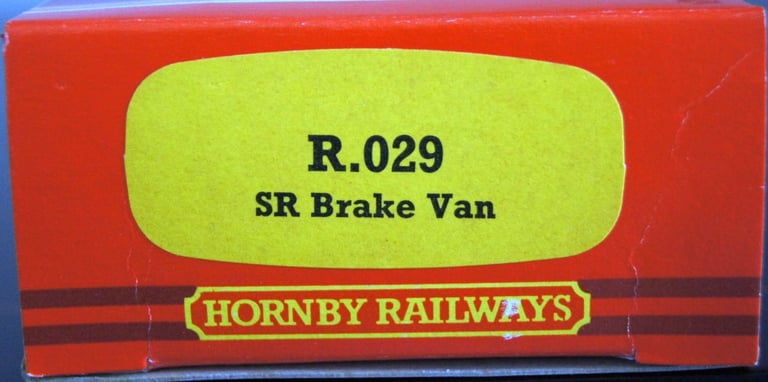 R.029
SR Brake Van
HORNBY RAILWAYS